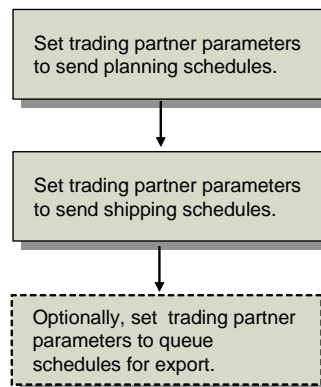 Set trading partner parameters
to send planning schedules.
Set trading partner parameters
to send shipping schedules.
Optionally, set trading partner
parameters to queue
schedules for export.